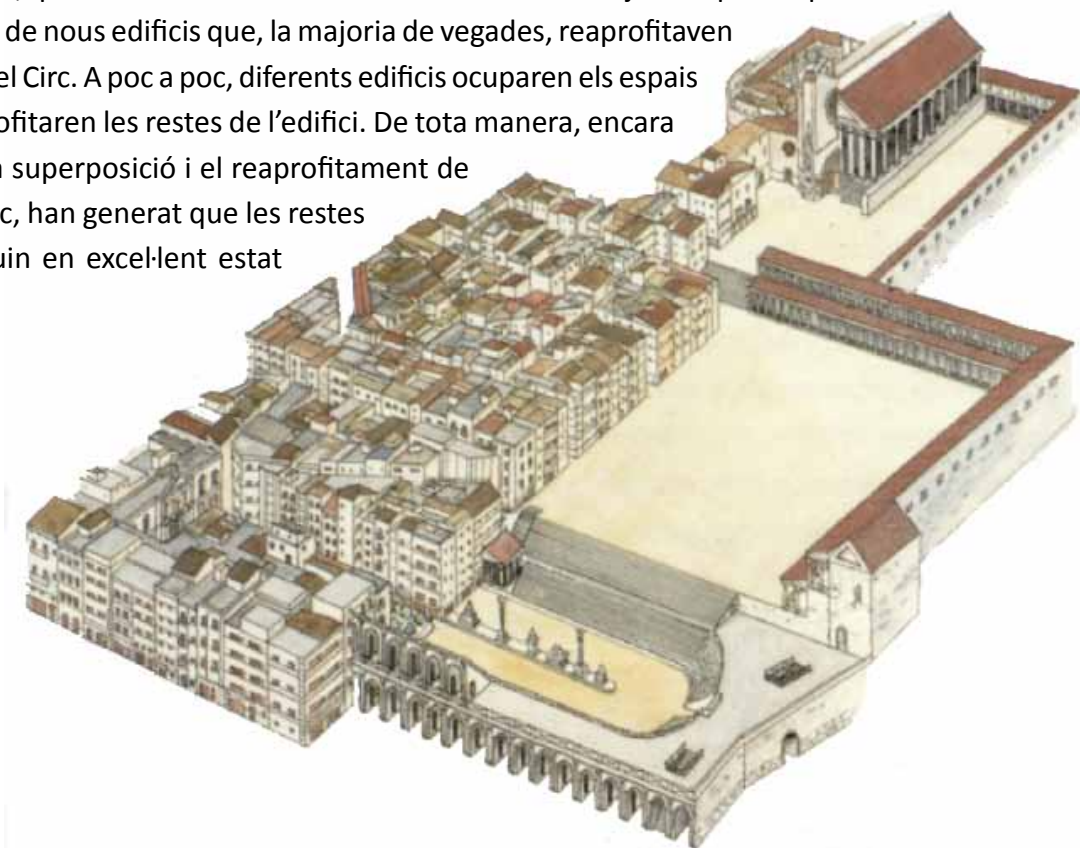 de nous edificis que, la majoria de vegades, reaprofitaven
el Circ. A poc a poc, diferents edificis ocuparen els espais
ofitaren les restes de l’edifici. De tota manera, encara
superposició i el reaprofitament de
c, han generat que les restes
uin en excel·lent estat